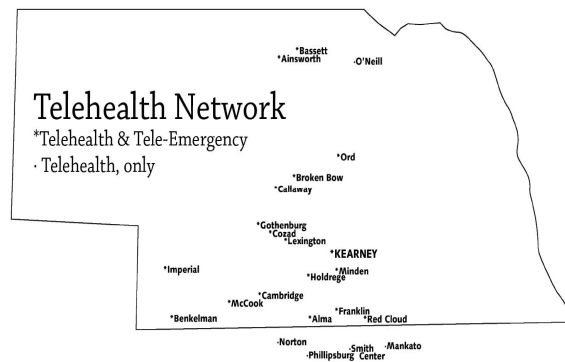 *Bassett
*Ainsworth
·O'Neill
Telehealth Network
*Telehealth & Tele-Emergency
· Telehealth, only
*Ord
*Broken Bow
*Callaway
*Gothenburg
*Cozad
*Lexington
*KEARNEY
*Imperial
*Minden
*Holdrege
*Cambridge
*McCook
*Franklin
*Benkelman
*Alma
*Red Cloud
·Norton
·Phillipsburg
·Smith Center
·Mankato